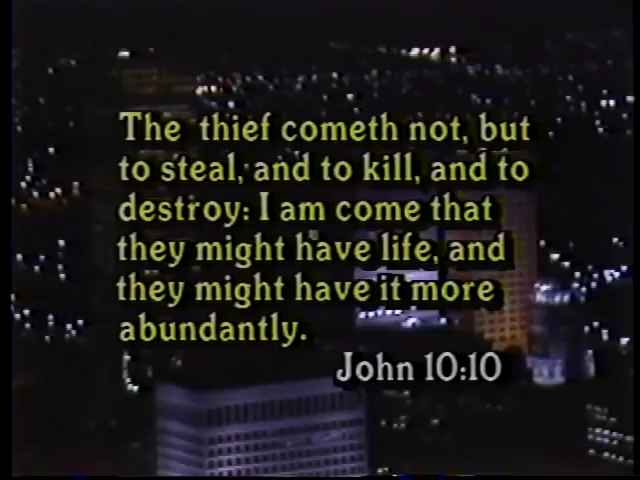 The thief cometh not, but
to steal, and to kill, and to
destroy: I am come that
they might have life, and
they might have it more
abundantly.
John 10:10